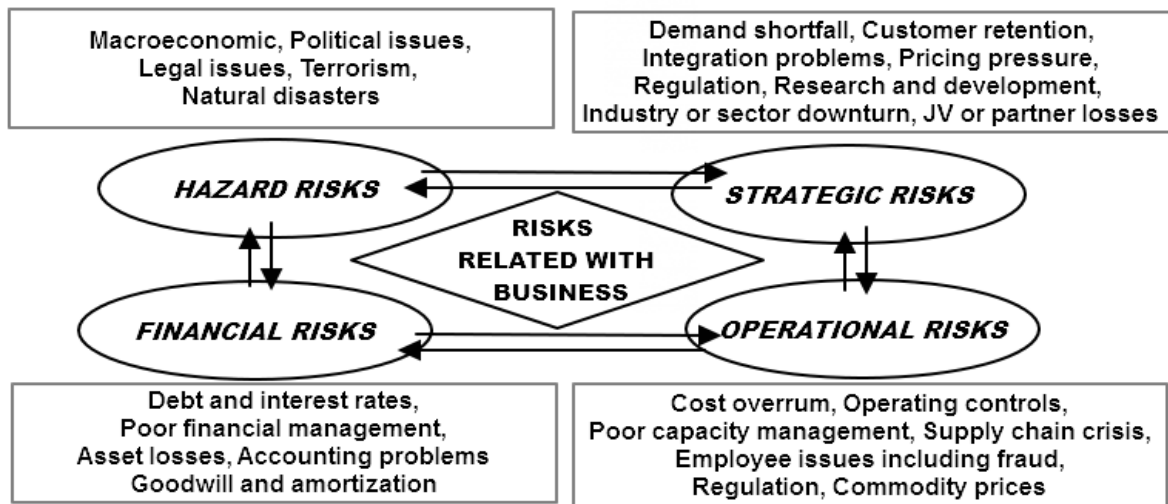 Macroeconomic, Political issues,
Legal issues, Terrorism,
Natural disasters
Demand shortfall, Customer retention,
Integration problems, Pricing pressure,
Regulation, Research and development,
Industry or sector downturn, JV or partner losses
HAZARD RISKS
STRATEGIC RISKS
RISKS
RELATED WITH
BUSINESS
FINANCIAL RISKS
OPERATIONAL RISKS
Debt and interest rates,
Poor financial management,
Asset losses, Accounting problems
Goodwill and amortization
Cost overrum, Operating controls,
Poor capacity management, Supply chain crisis,
Employee issues including fraud,
Regulation, Commodity prices